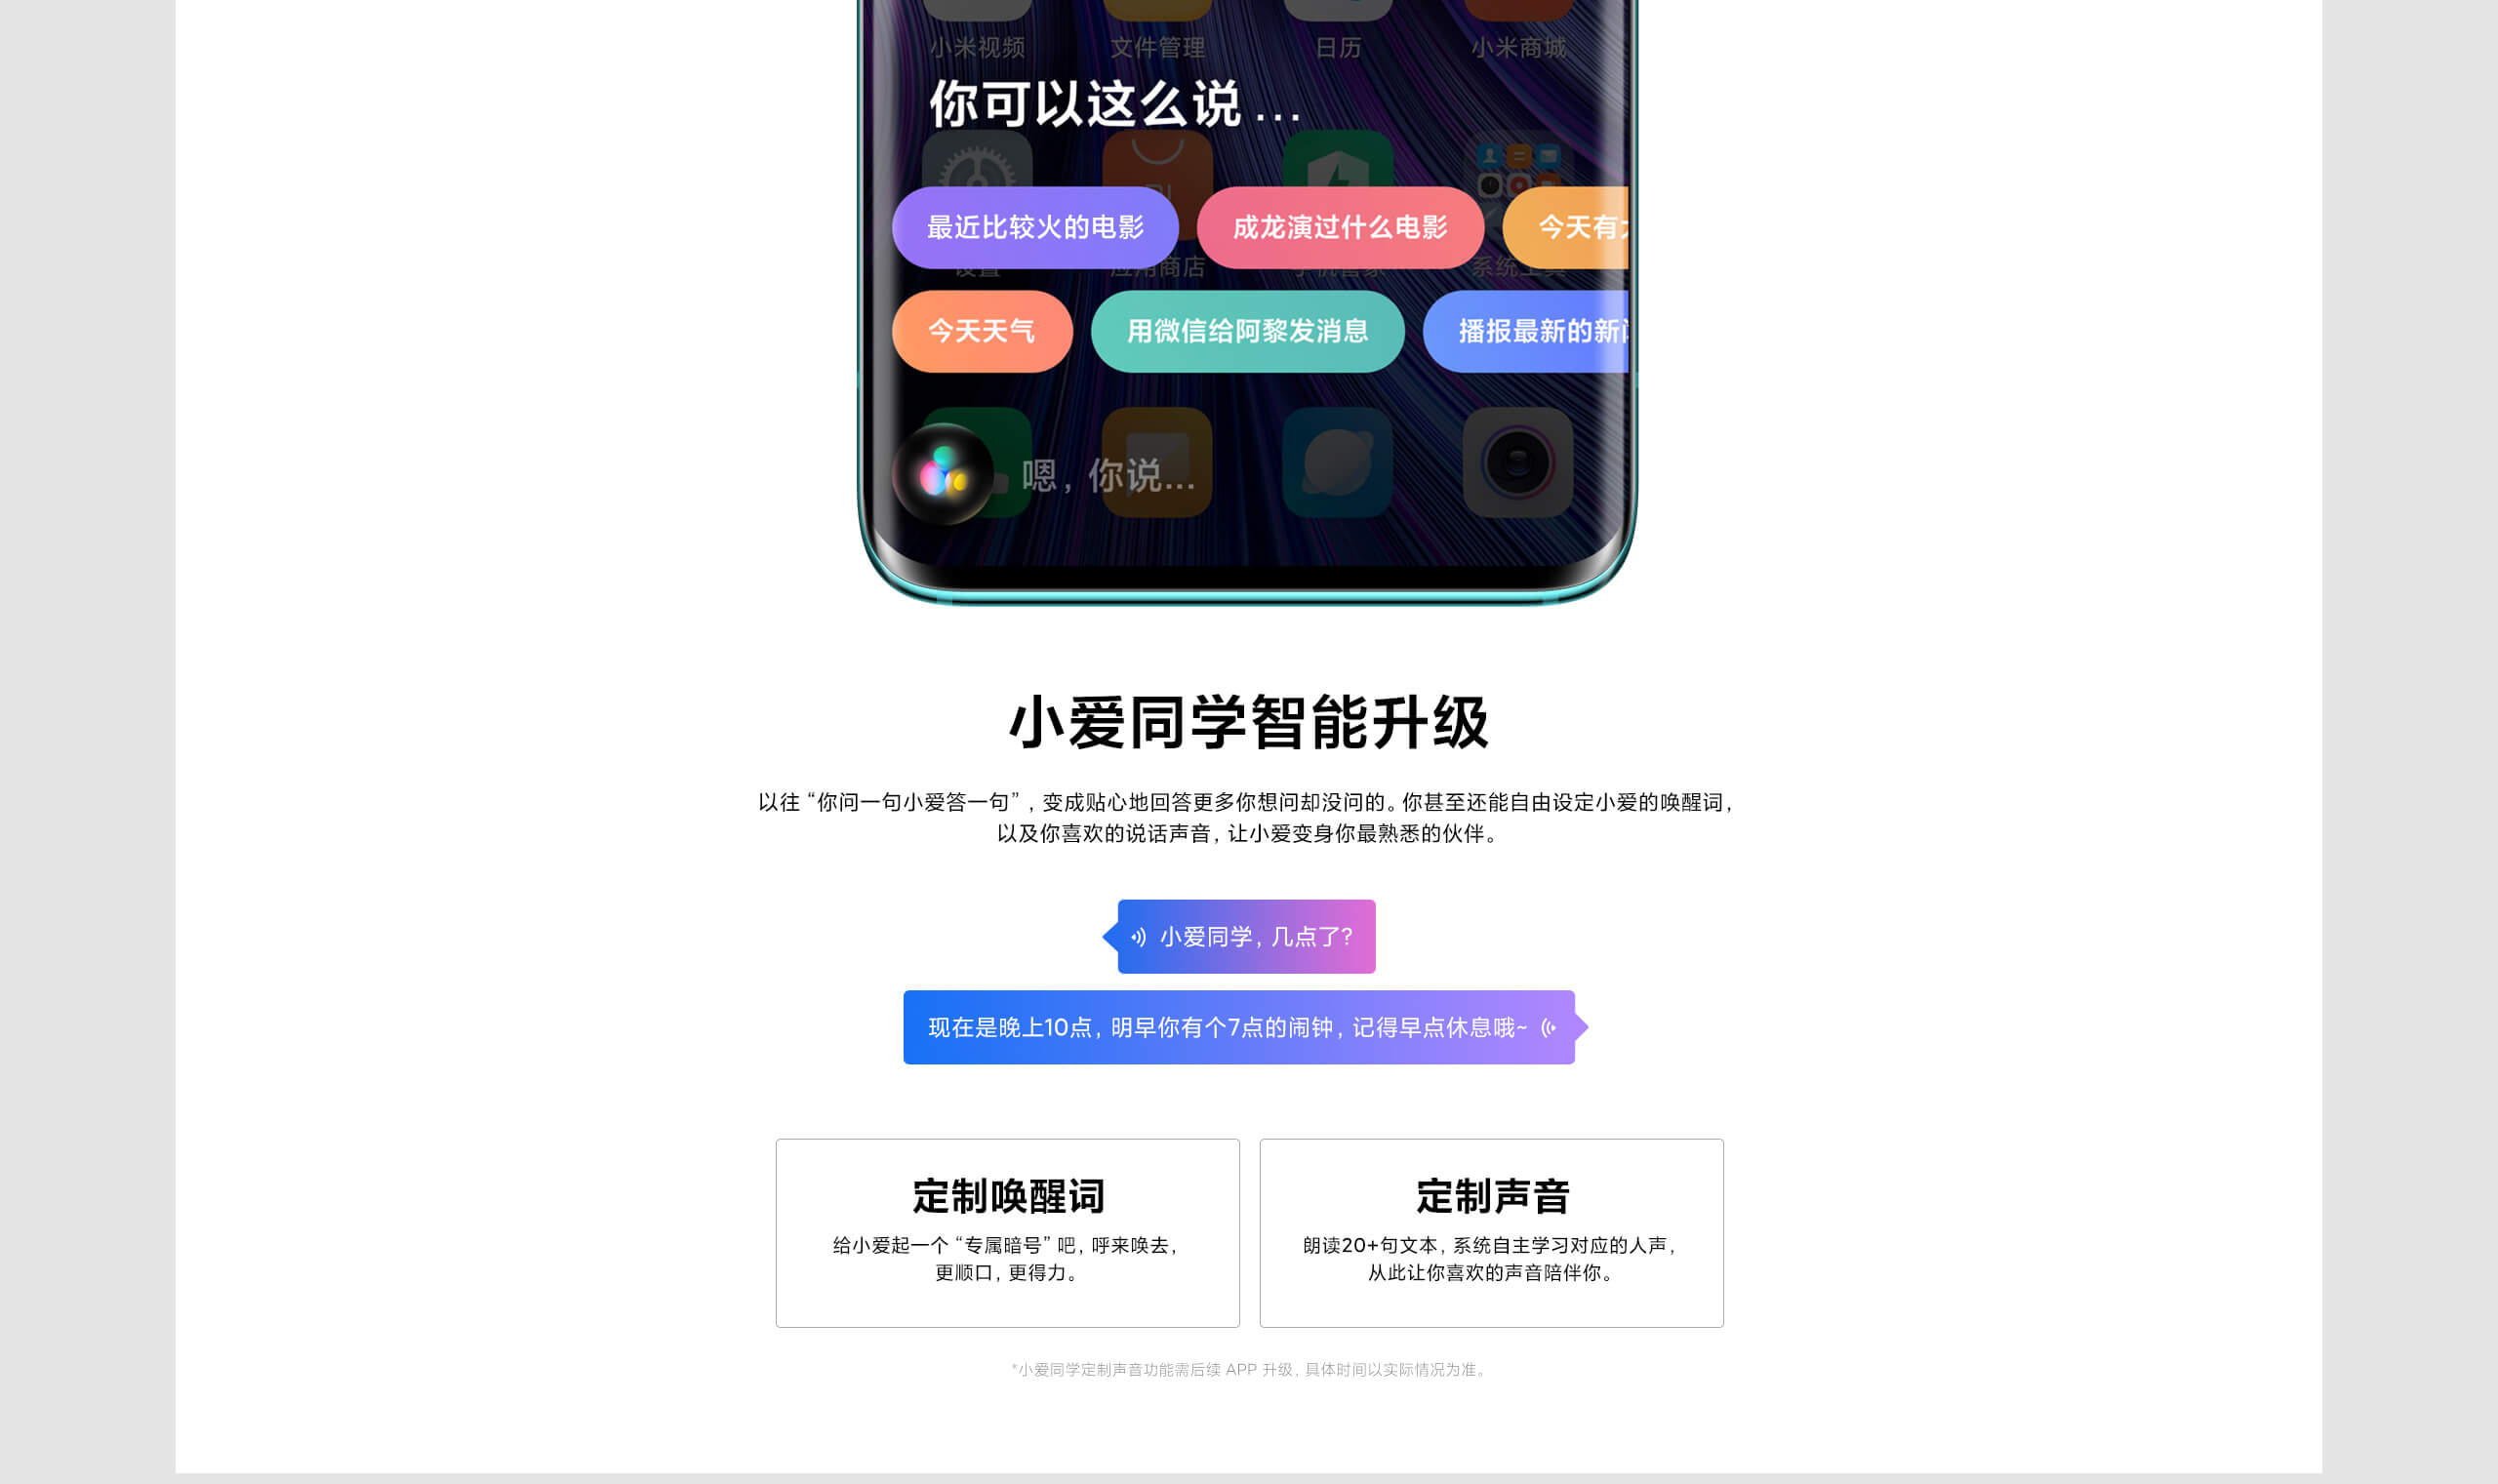 小米视频 文件管理 日历 小米商城
你可以这么说 ...
最近比较火的电影 成龙演过什么电影 今天有
设置 应用商店 手机管家 系统工具
今天天气 用微信给阿黎发消息 播报最新的新
嗯，你说...
小爱同学智能升级
以往 “你问一句小爱答一句”，变成贴心地回答更多你想问却没问的。你甚至还能自由设定小爱的唤醒词，
以及你喜欢的说话声音，让小爱变身你最熟悉的伙伴。
小爱同学，几点了？
现在是晚上10点，明早你有个7点的闹钟，记得早点休息哦~
定制唤醒词
给小爱起一个 “专属暗号” 吧，呼来唤去，
更顺口，更得力。
定制声音
朗读20+句文本，系统自主学习对应的人声，
从此让你喜欢的声音陪伴你。
*小爱同学定制声音功能需后续 APP 升级，具体时间以实际情况为准。